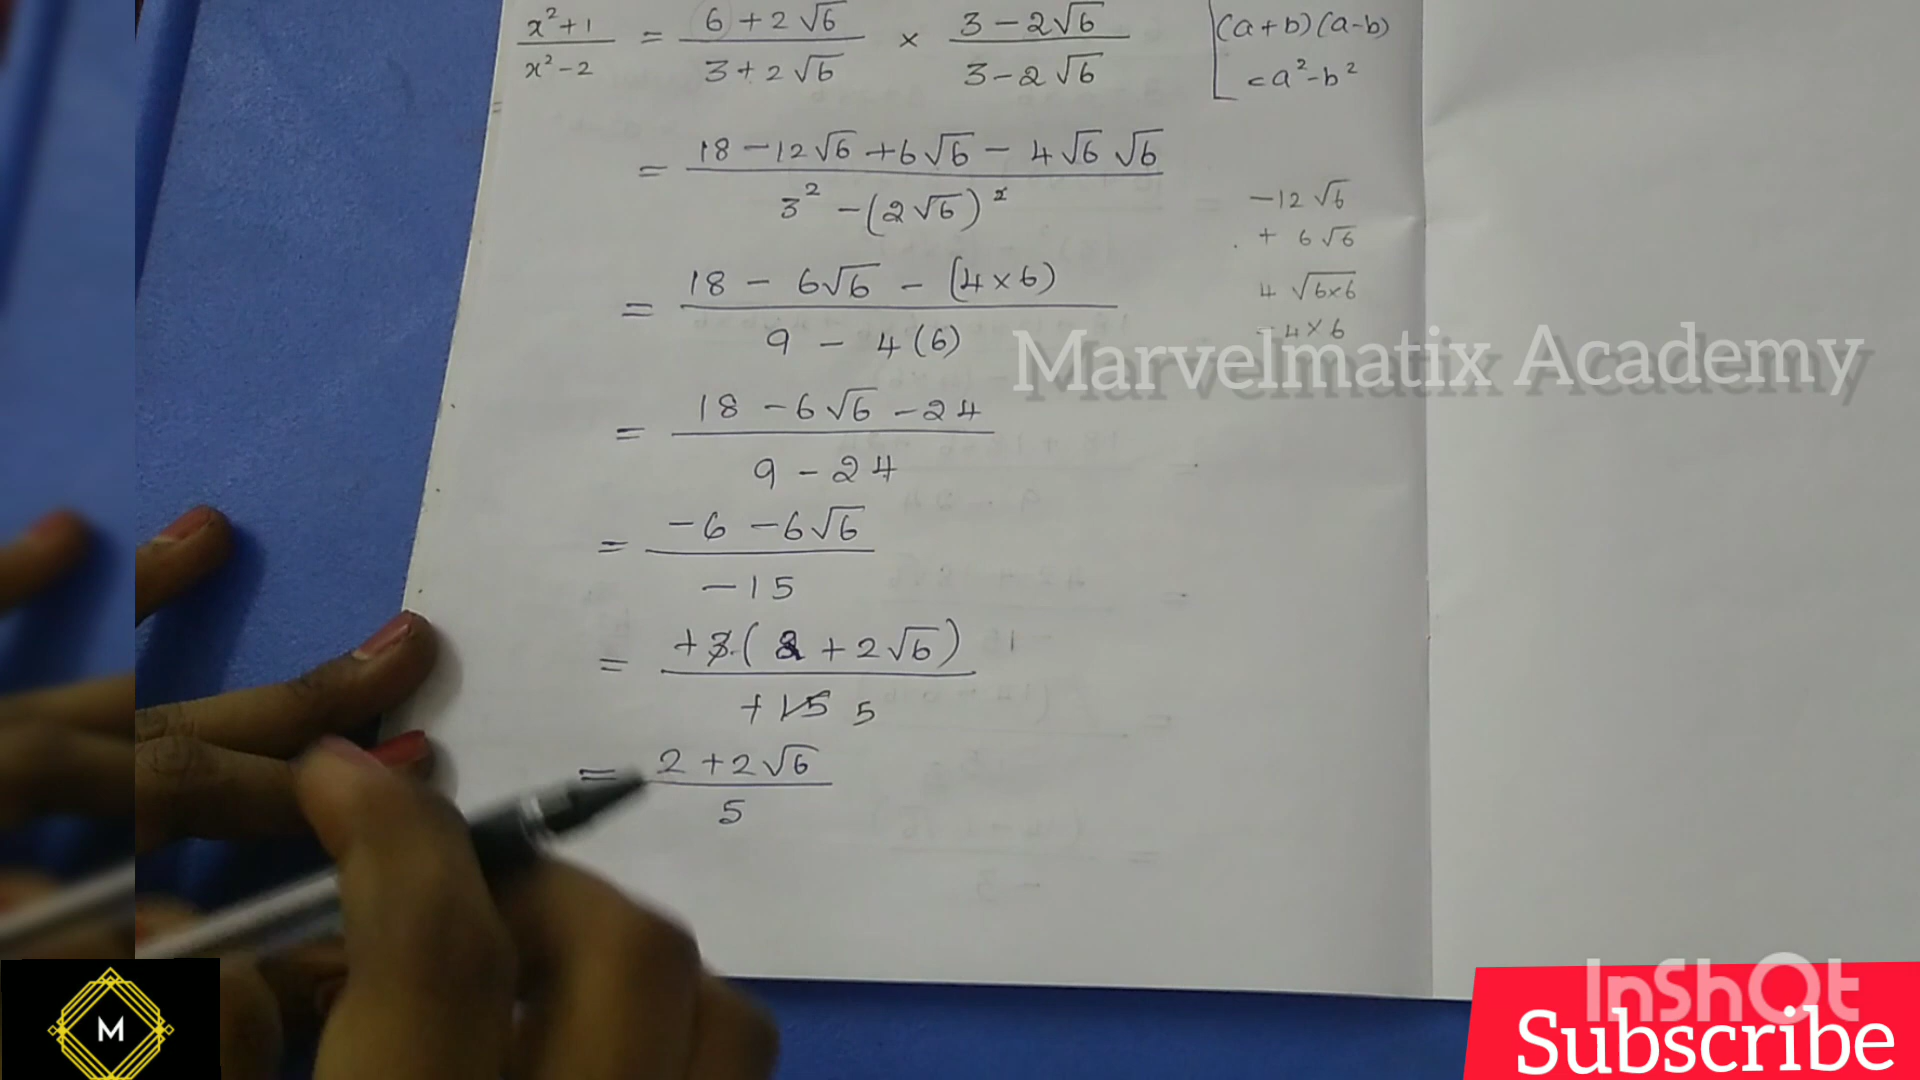 x²+1 / x²-2 = 6+2√6 / 3+2√6 × 3-2√6 / 3-2√6
(a+b)(a-b)
=a²-b²
= 18-12√6+6√6-4√6 √6 / 3²-(2√6)²
-12√6
+ 6√6
4 √6×6
-4×6
= 18-6√6-(4×6) / 9-4(6)
Marvelmatix Academy
= 18-6√6-24 / 9-24
= -6-6√6 / -15
= +3(2+2√6) / +15 5
= 2+2√6 / 5
M
InShOt
Subscribe